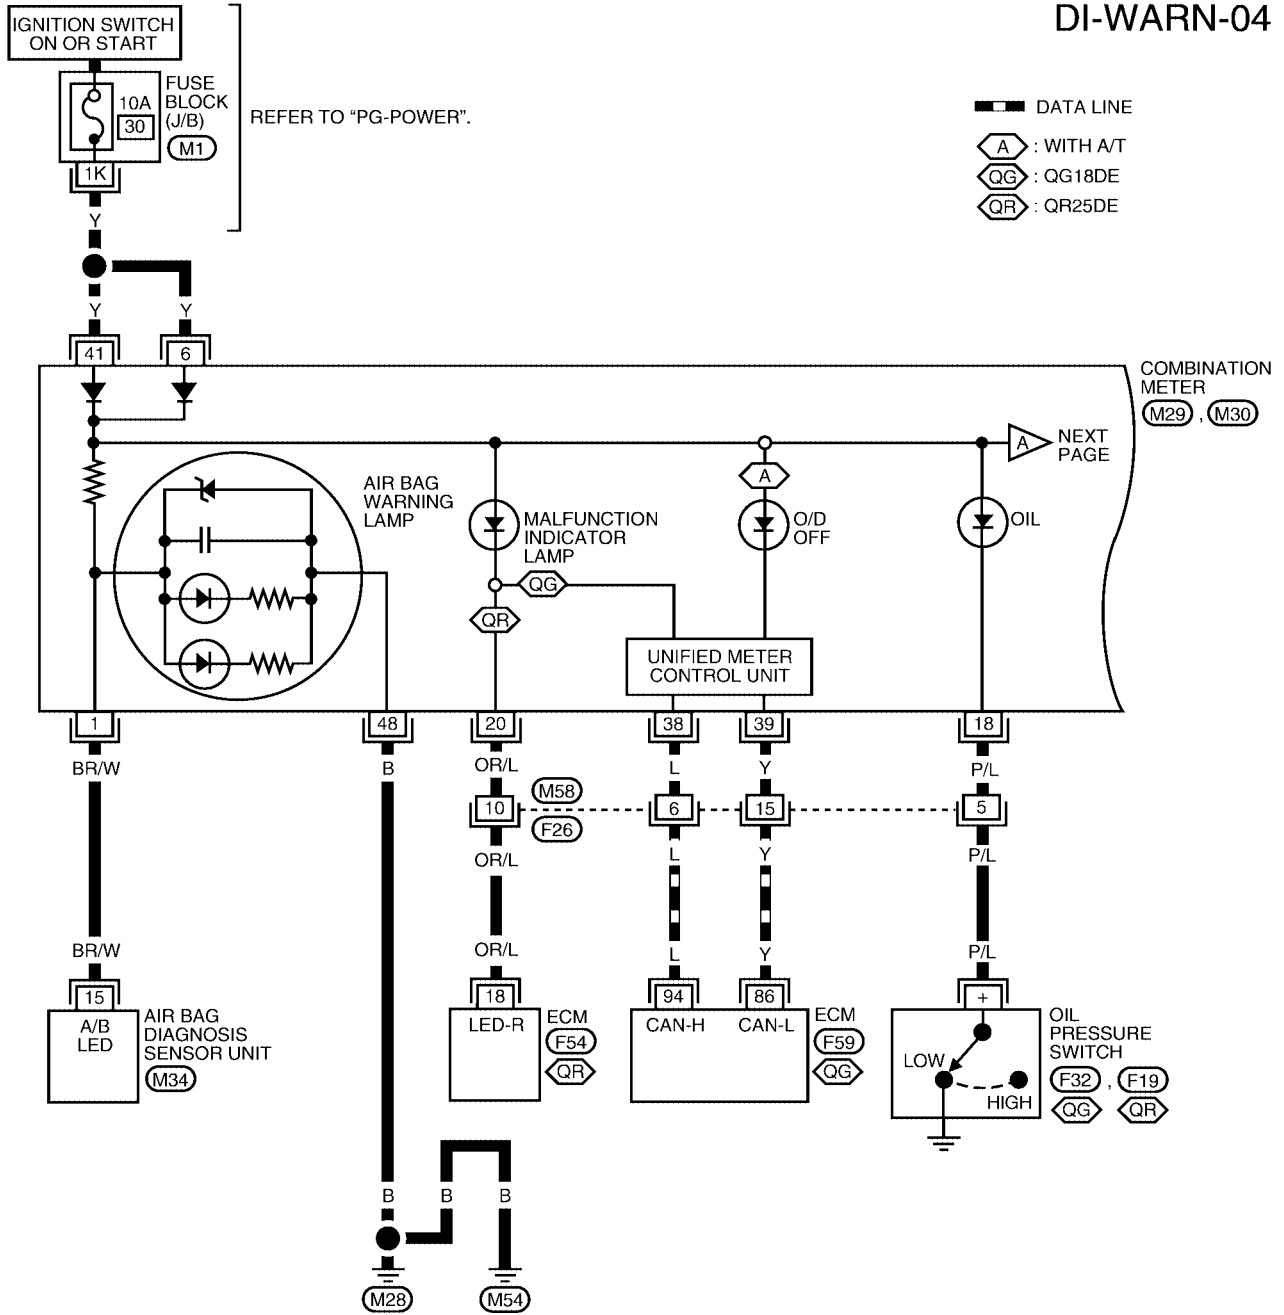 DI-WARN-04
IGNITION SWITCH
ON OR START
FUSE
BLOCK
(J/B)
M1
10A
30
1K
REFER TO “PG-POWER”.
DATA LINE
A : WITH A/T
QG : QG18DE
QR : QR25DE
Y
Y
Y
41
6
COMBINATION
METER
M29 , M30
A
NEXT
PAGE
AIR BAG
WARNING
LAMP
MALFUNCTION
INDICATOR
LAMP
A
O/D
OFF
OIL
QG
QR
UNIFIED METER
CONTROL UNIT
1
48
20
38
39
18
BR/W
B
OR/L
L
Y
P/L
M58
10
6
15
5
F26
OR/L
L
Y
P/L
BR/W
OR/L
L
Y
P/L
15
18
94
86
+
A/B
LED
AIR BAG
DIAGNOSIS
SENSOR UNIT
M34
LED-R
ECM
F54
QR
CAN-H
CAN-L
ECM
F59
QG
LOW
HIGH
OIL
PRESSURE
SWITCH
F32 , F19
QG
QR
B
B
B
M28
M54